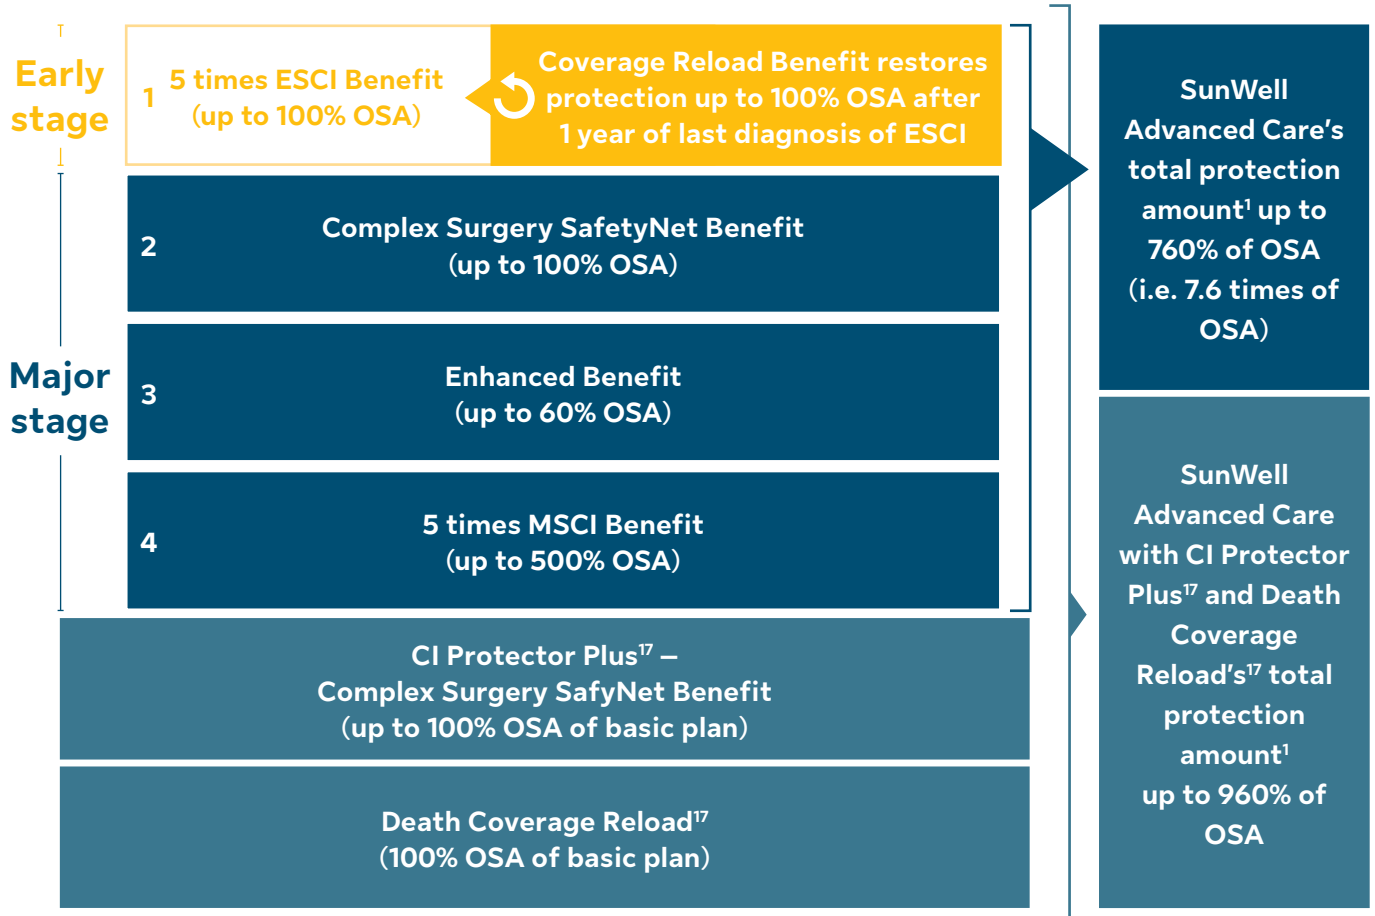 Early
stage
1
5 times ESCI Benefit
(up to 100% OSA)
Coverage Reload Benefit restores
protection up to 100% OSA after
1 year of last diagnosis of ESCI
Major
stage
2
Complex Surgery SafetyNet Benefit
(up to 100% OSA)
3
Enhanced Benefit
(up to 60% OSA)
4
5 times MSCI Benefit
(up to 500% OSA)
CI Protector Plus¹⁷ –
Complex Surgery SafyNet Benefit
(up to 100% OSA of basic plan)
Death Coverage Reload¹⁷
(100% OSA of basic plan)
SunWell
Advanced Care’s
total protection
amount¹ up to
760% of OSA
(i.e. 7.6 times of
OSA)
SunWell
Advanced Care
with CI Protector
Plus¹⁷ and Death
Coverage
Reload’s¹⁷ total
protection
amount¹
up to 960% of
OSA